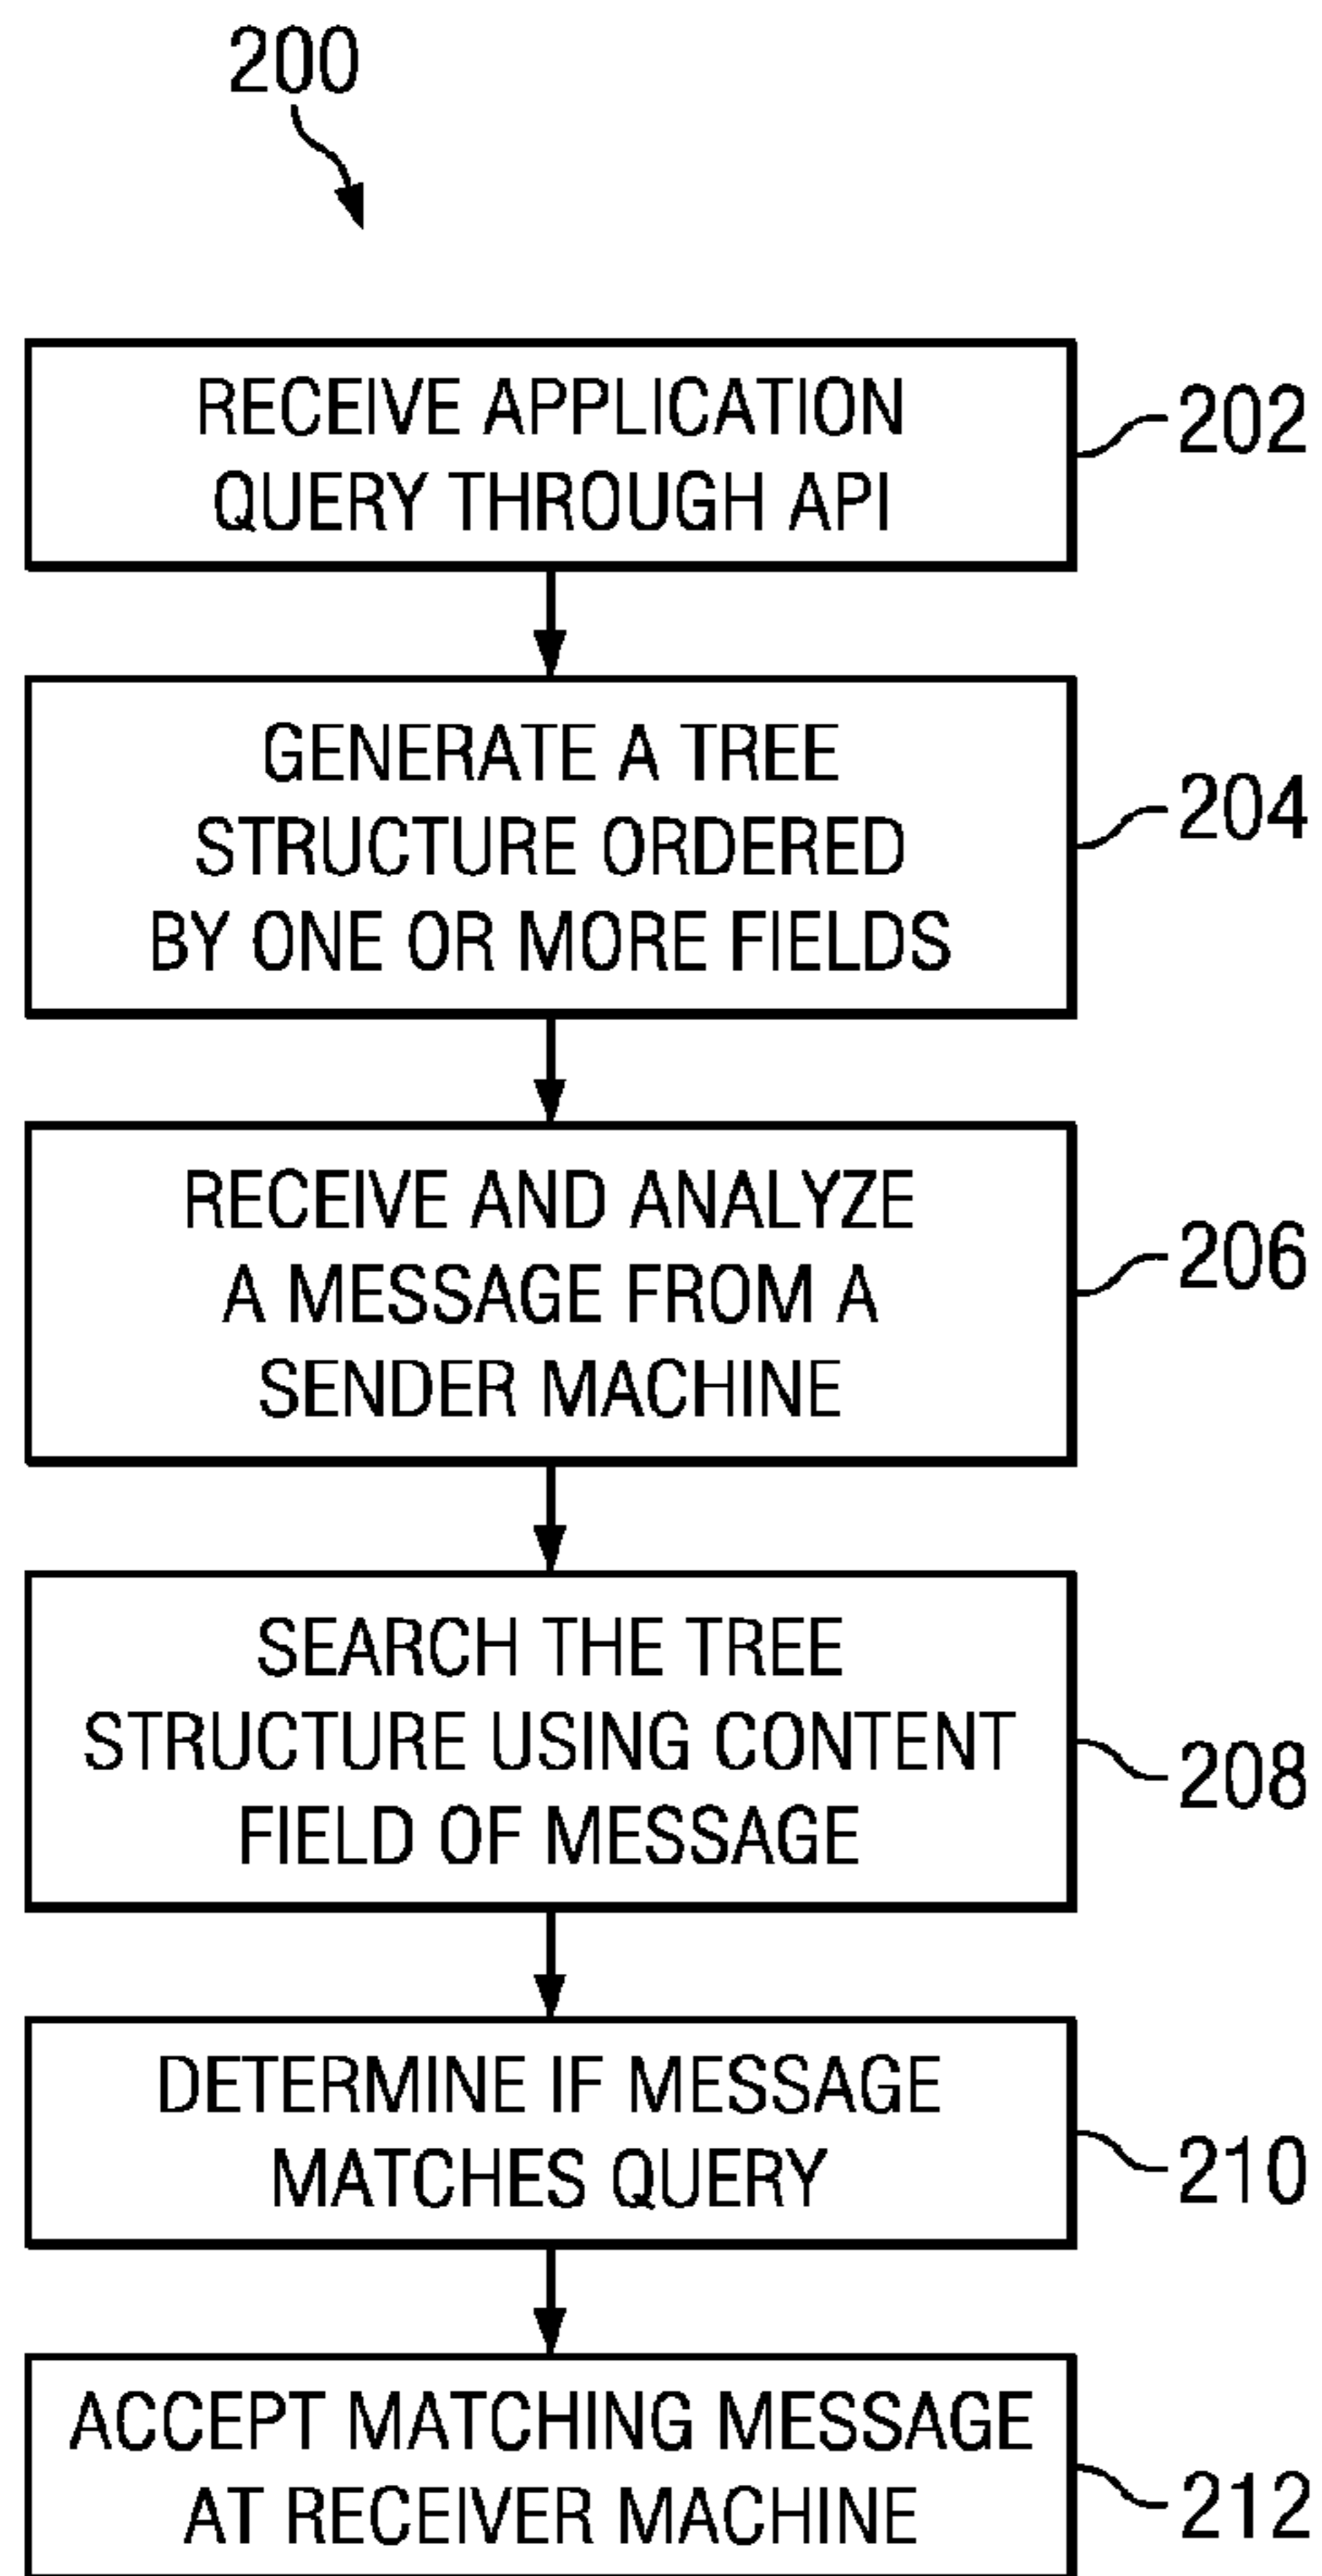 200
RECEIVE APPLICATION
QUERY THROUGH API
202
GENERATE A TREE
STRUCTURE ORDERED
BY ONE OR MORE FIELDS
204
RECEIVE AND ANALYZE
A MESSAGE FROM A
SENDER MACHINE
206
SEARCH THE TREE
STRUCTURE USING CONTENT
FIELD OF MESSAGE
208
DETERMINE IF MESSAGE
MATCHES QUERY
210
ACCEPT MATCHING MESSAGE
AT RECEIVER MACHINE
212